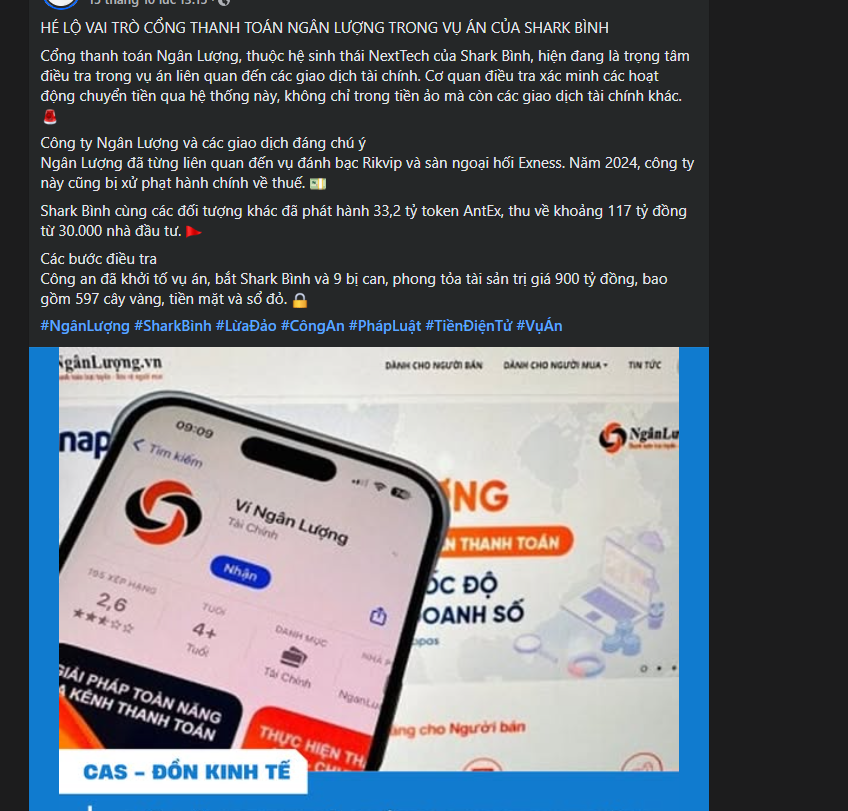 HÉ LỘ VAI TRÒ CỔNG THANH TOÁN NGÂN LƯỢNG TRONG VỤ ÁN CỦA SHARK BÌNH
Cổng thanh toán Ngân Lượng, thuộc hệ sinh thái NextTech của Shark Bình, hiện đang là trọng tâm
điều tra trong vụ án liên quan đến các giao dịch tài chính. Cơ quan điều tra xác minh các hoạt
động chuyển tiền qua hệ thống này, không chỉ trong tiền ảo mà còn các giao dịch tài chính khác.
🚨
Công ty Ngân Lượng và các giao dịch đáng chú ý
Ngân Lượng đã từng liên quan đến vụ đánh bạc Rikvip và sàn ngoại hối Exness. Năm 2024, công ty
này cũng bị xử phạt hành chính về thuế. 💵
Shark Bình cùng các đối tượng khác đã phát hành 33,2 tỷ token AntEx, thu về khoảng 117 tỷ đồng
từ 30.000 nhà đầu tư. 🚩
Các bước điều tra
Công an đã khởi tố vụ án, bắt Shark Bình và 9 bị can, phong tỏa tài sản trị giá 900 tỷ đồng, bao
gồm 597 cây vàng, tiền mặt và sổ đỏ. 🔒
#NgânLượng #SharkBình #LừaĐảo #CôngAn #PhápLuật #TiềnĐiệnTử #VụÁn
NgânLượng.vn
DÀNH CHO NGƯỜI BÁN DÀNH CHO NGƯỜI MUA TIN TỨC
09:09
Tìm kiếm
Ví Ngân Lượng
Tài Chính
Nhận
195 XẾP HẠNG
2,6
TUỔI
4+
Tuổi
DANH MỤC
Tài Chính
NHÀ
NganLu
GIẢI PHÁP TOÀN NĂNG
KÊNH THANH TOÁN
THỰC HIỆN
nap
NgânLư
NG
N THANH TOÁN
ỐC ĐỘ
OANH SỐ
apos
àng cho Người bán
CAS – ĐỒN KINH TẾ